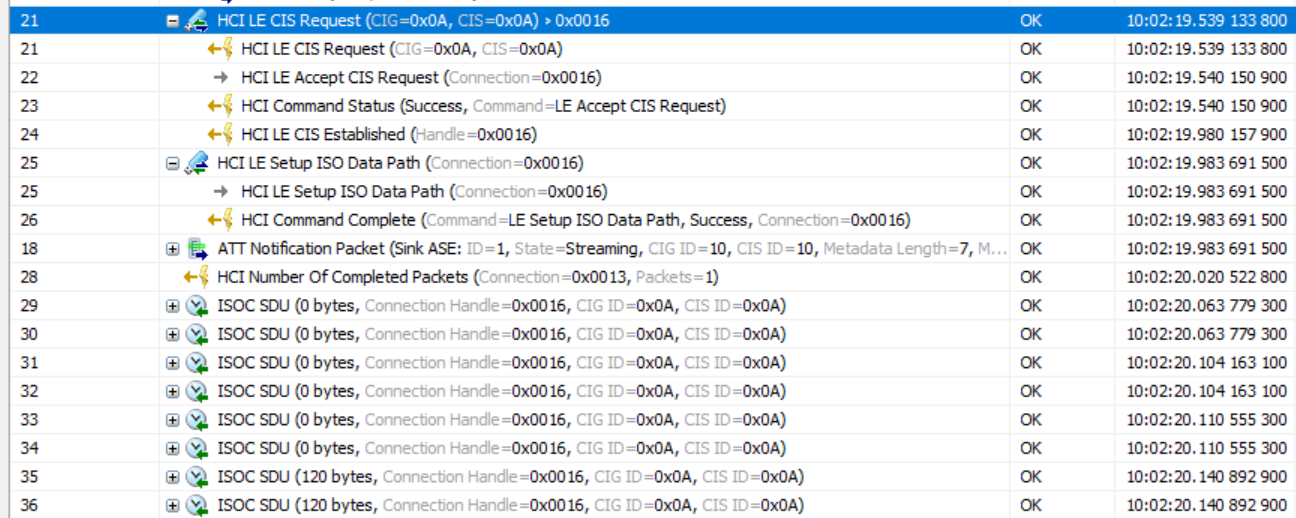 21 HCI LE CIS Request (CIG=0x0A, CIS=0x0A) > 0x0016 OK 10:02:19.539 133 800
21 HCI LE CIS Request (CIG=0x0A, CIS=0x0A) OK 10:02:19.539 133 800
22 HCI LE Accept CIS Request (Connection=0x0016) OK 10:02:19.540 150 900
23 HCI Command Status (Success, Command=LE Accept CIS Request) OK 10:02:19.540 150 900
24 HCI LE CIS Established (Handle=0x0016) OK 10:02:19.980 157 900
25 HCI LE Setup ISO Data Path (Connection=0x0016) OK 10:02:19.983 691 500
25 HCI LE Setup ISO Data Path (Connection=0x0016) OK 10:02:19.983 691 500
26 HCI Command Complete (Command=LE Setup ISO Data Path, Success, Connection=0x0016) OK 10:02:19.983 691 500
18 ATT Notification Packet (Sink ASE: ID=1, State=Streaming, CIG ID=10, CIS ID=10, Metadata Length=7, M... OK 10:02:19.983 691 500
28 HCI Number Of Completed Packets (Connection=0x0013, Packets=1) OK 10:02:20.020 522 800
29 ISOC SDU (0 bytes, Connection Handle=0x0016, CIG ID=0x0A, CIS ID=0x0A) OK 10:02:20.063 779 300
30 ISOC SDU (0 bytes, Connection Handle=0x0016, CIG ID=0x0A, CIS ID=0x0A) OK 10:02:20.063 779 300
31 ISOC SDU (0 bytes, Connection Handle=0x0016, CIG ID=0x0A, CIS ID=0x0A) OK 10:02:20.104 163 100
32 ISOC SDU (0 bytes, Connection Handle=0x0016, CIG ID=0x0A, CIS ID=0x0A) OK 10:02:20.104 163 100
33 ISOC SDU (0 bytes, Connection Handle=0x0016, CIG ID=0x0A, CIS ID=0x0A) OK 10:02:20.110 555 300
34 ISOC SDU (0 bytes, Connection Handle=0x0016, CIG ID=0x0A, CIS ID=0x0A) OK 10:02:20.110 555 300
35 ISOC SDU (120 bytes, Connection Handle=0x0016, CIG ID=0x0A, CIS ID=0x0A) OK 10:02:20.140 892 900
36 ISOC SDU (120 bytes, Connection Handle=0x0016, CIG ID=0x0A, CIS ID=0x0A) OK 10:02:20.140 892 900